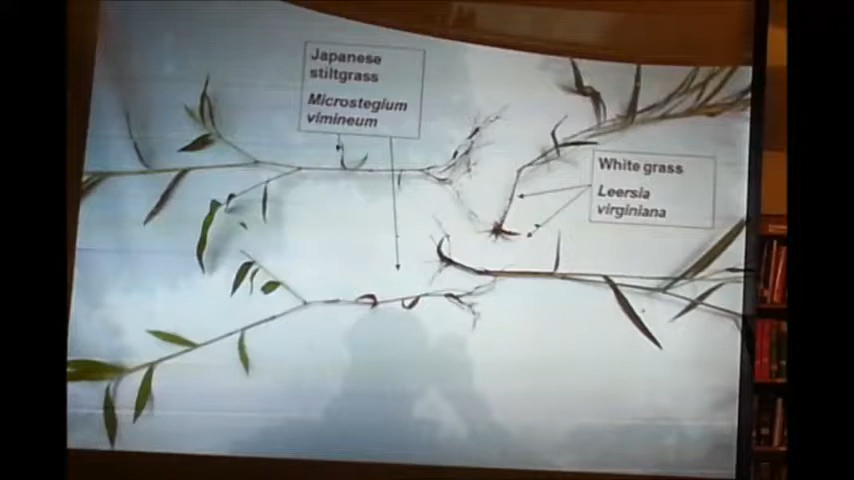 Japanese
stiltgrass
Microstegium
vimineum
White grass
Leersia
virginiana